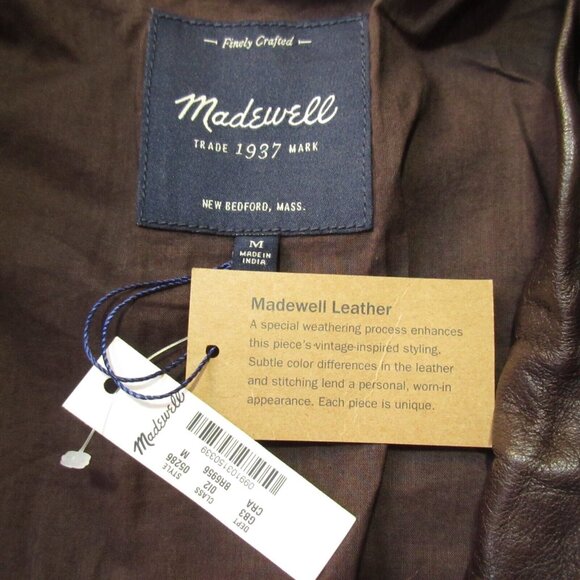 Finely Crafted
Madewell
TRADE 1937 MARK
NEW BEDFORD, MASS.
M
MADE IN
INDIA
Madewell Leather
A special weathering process enhances
this piece's vintage-inspired styling.
Subtle color differences in the leather
and stitching lend a personal, worn-in
appearance. Each piece is unique.
Madewell
099103150339
STYLE CLASS DEPT
05286 012 G83
M BR6956 CRA